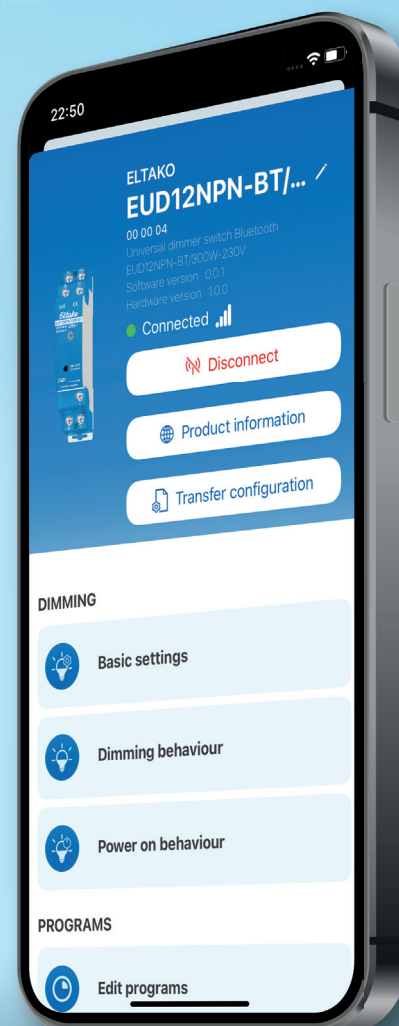 22:50
ELTAKO
EUD12NPN-BT/...
00 00 04
Universal dimmer switch Bluetooth
EUD12NPN-BT/300W-230V
Software version 0.0.1
Hardware version 1.0.0
Connected
Eltako
Disconnect
Product information
Transfer configuration
DIMMING
Basic settings
Dimming behaviour
Power on behaviour
PROGRAMS
Edit programs